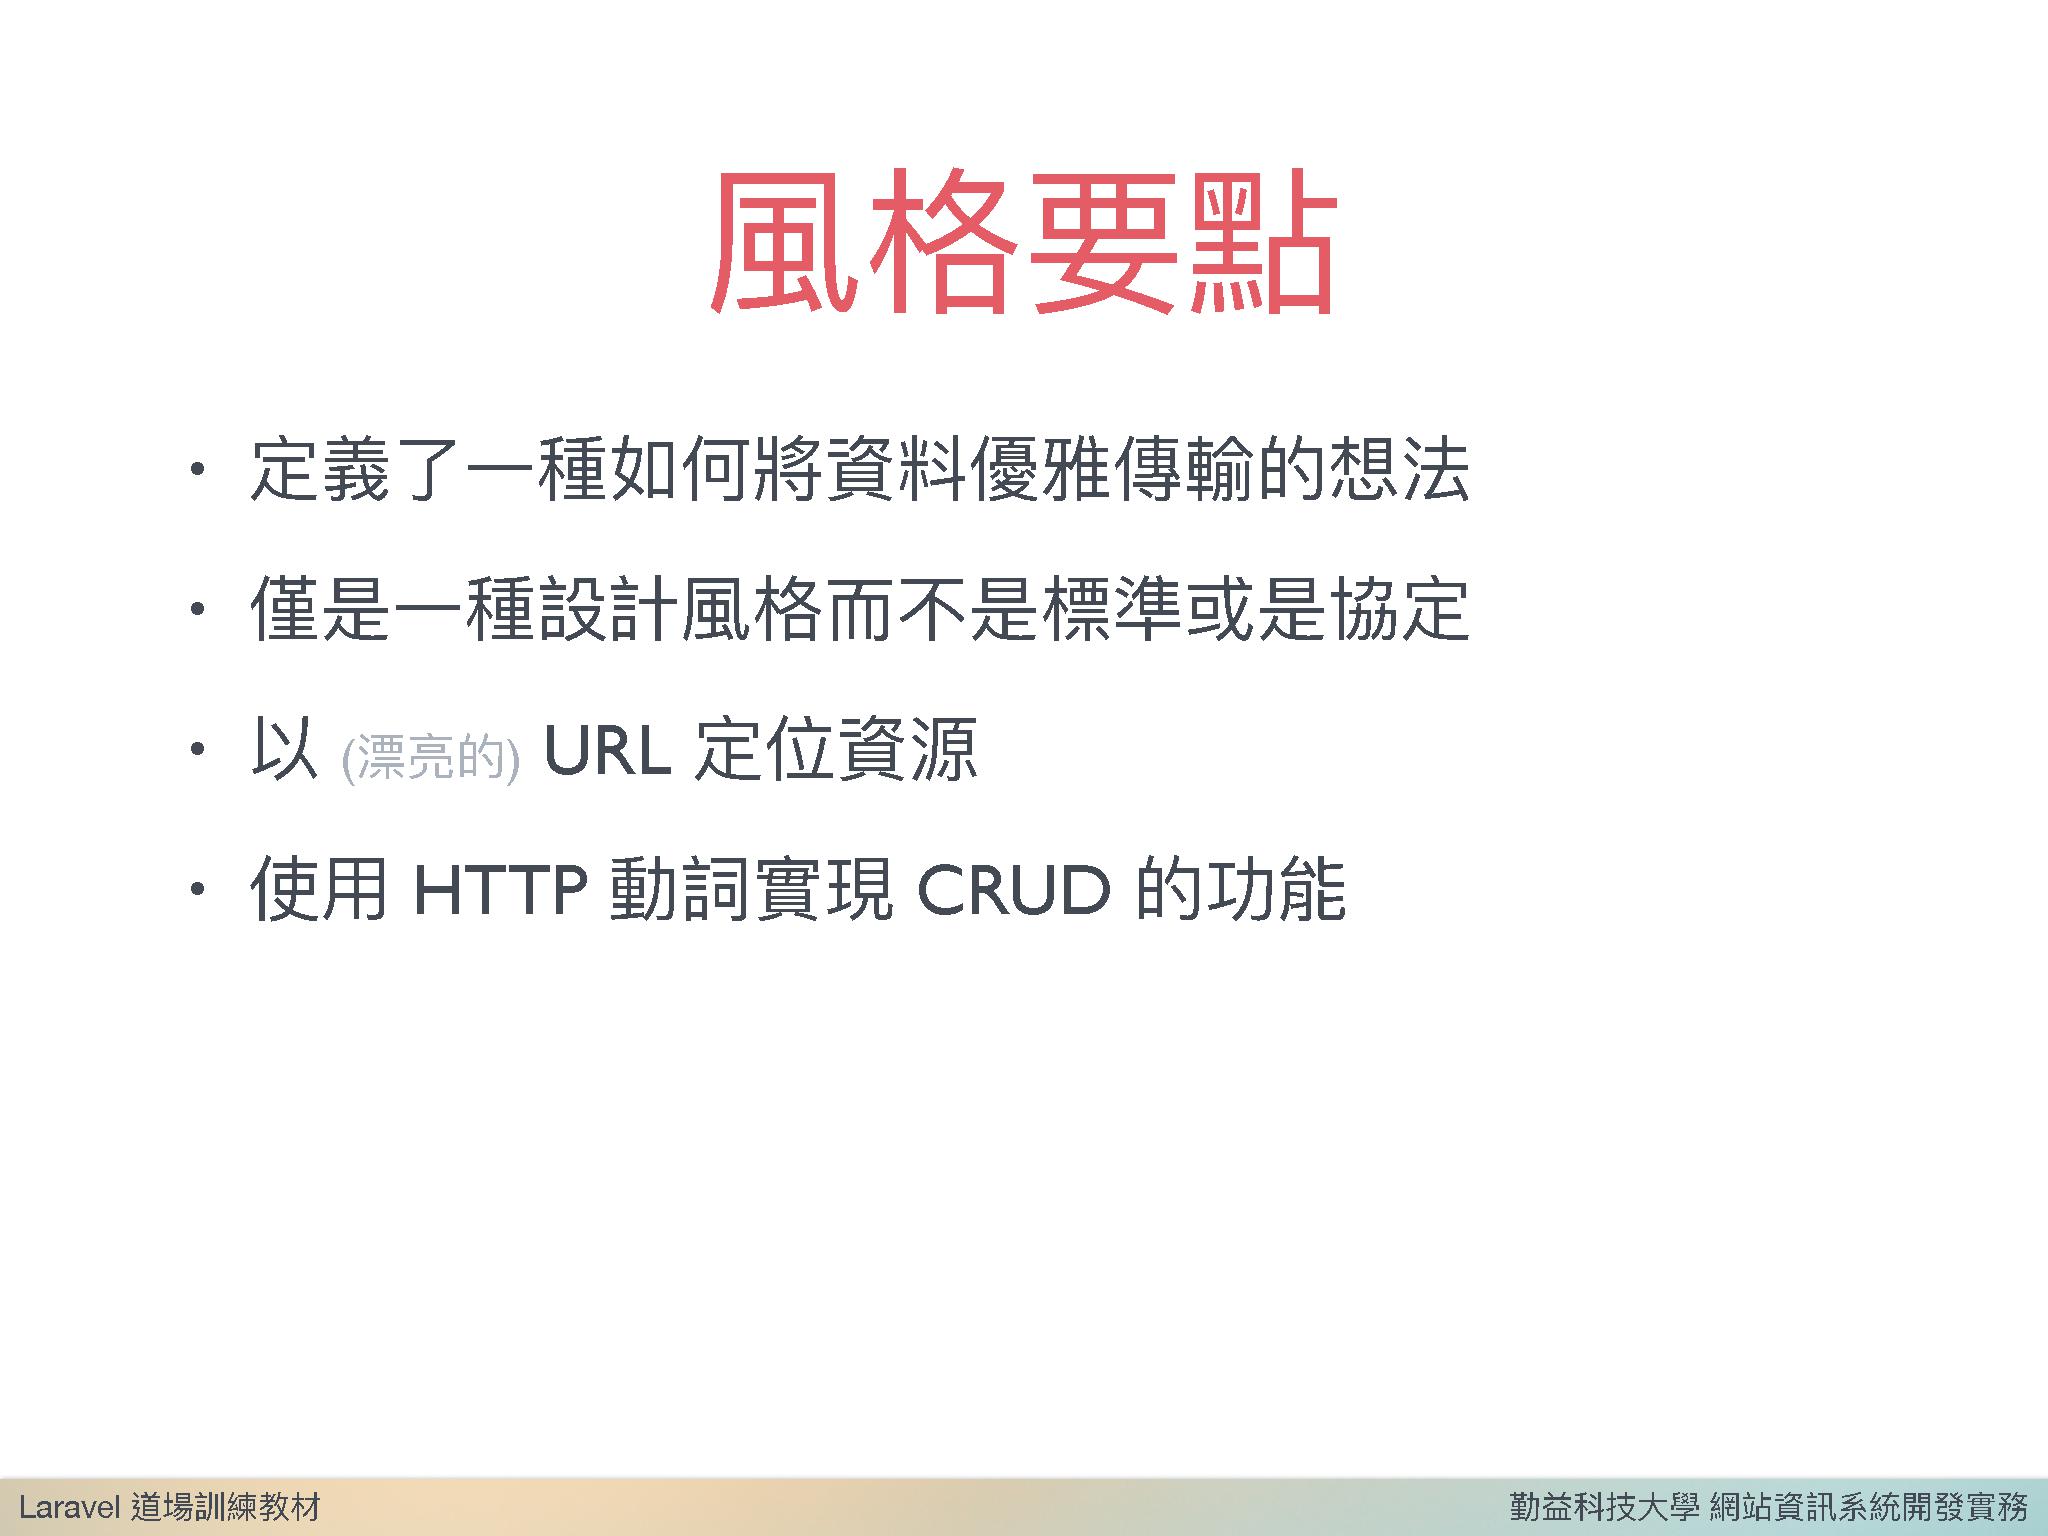 風格要點
• 定義了一種如何將資料優雅傳輸的想法
• 僅是一種設計風格而不是標準或是協定
• 以 (漂亮的) URL 定位資源
• 使用 HTTP 動詞實現 CRUD 的功能
Laravel 道場訓練教材
勤益科技大學 網站資訊系統開發實務